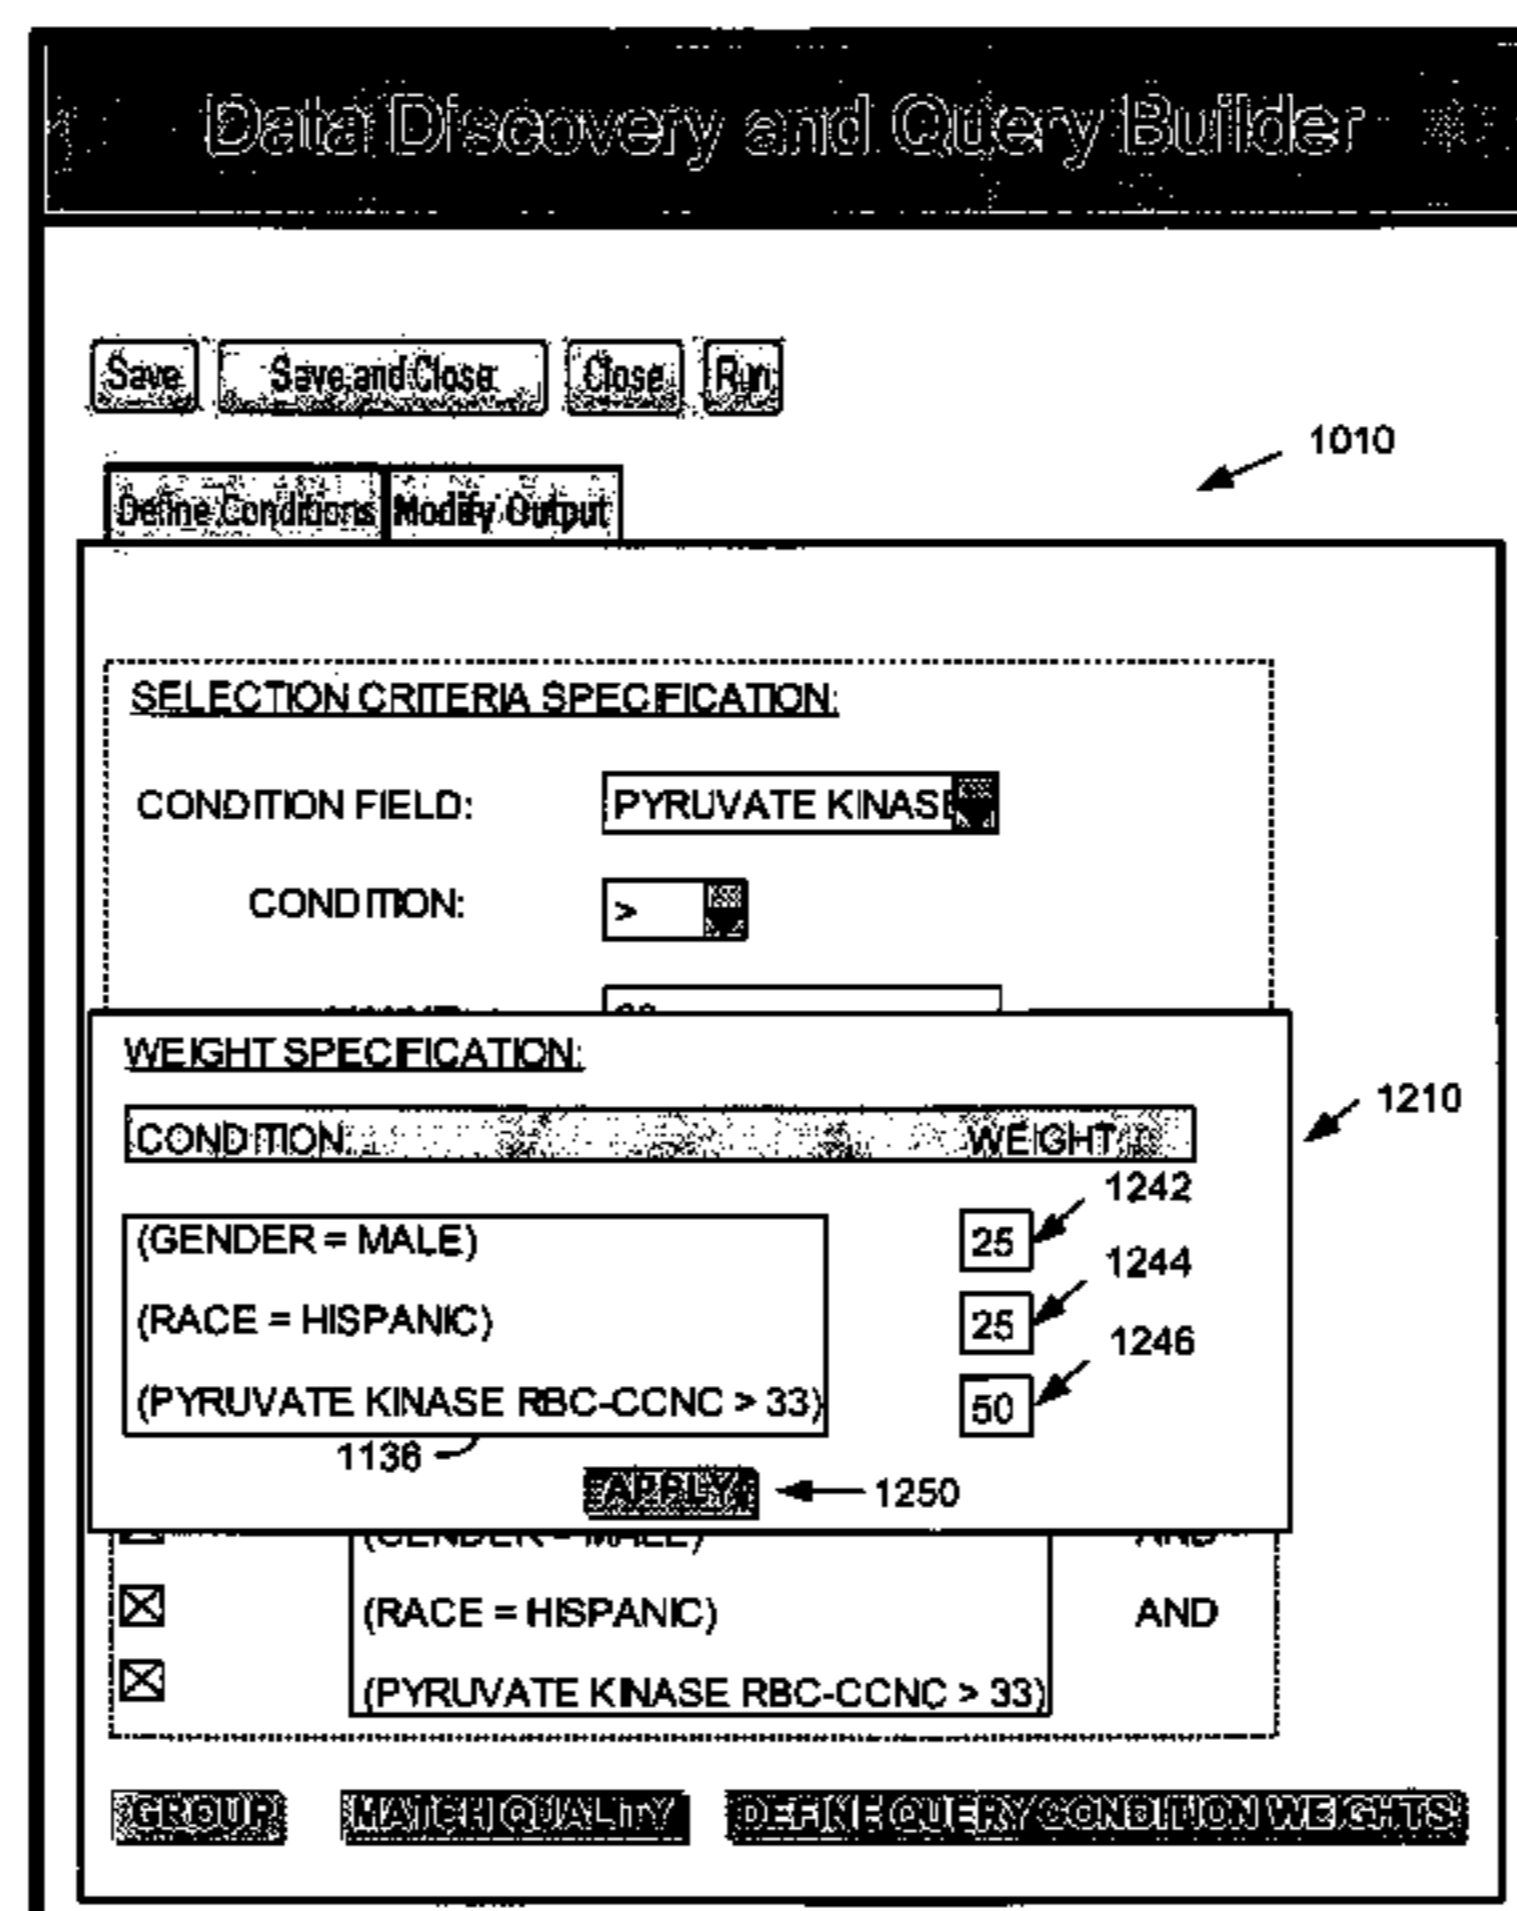 Data Discovery and Query Builder
Save Save and Close Close Run
1010
Define Conditions Modify Output
SELECTION CRITERIA SPECIFICATION:
CONDITION FIELD: PYRUVATE KINASE
CONDITION: >
WEIGHT SPECIFICATION:
1210
CONDITION WEIGHT
1242
(GENDER = MALE) 25
1244
(RACE = HISPANIC) 25
1246
(PYRUVATE KINASE RBC-CCNC > 33) 50
1136
APPLY 1250
(GENDER = MALE) AND
(RACE = HISPANIC) AND
(PYRUVATE KINASE RBC-CCNC > 33)
GROUP MATCH QUALITY DEFINE QUERY CONDITION WEIGHTS